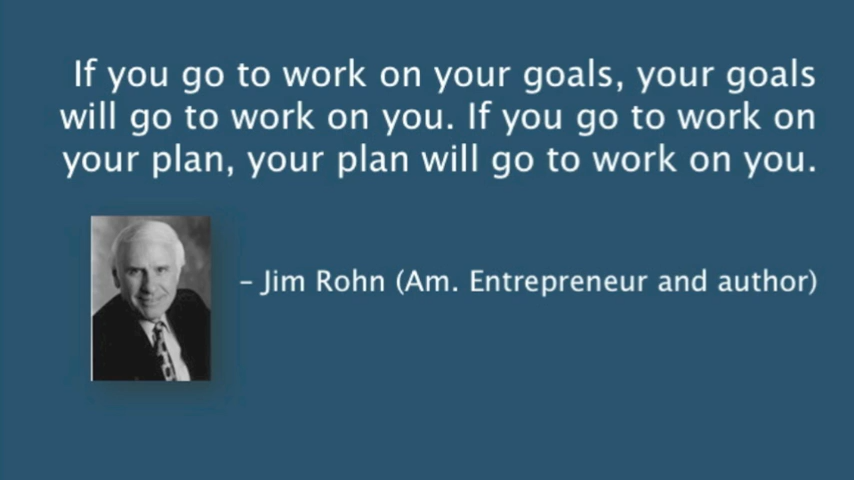 If you go to work on your goals, your goals
will go to work on you. If you go to work on
your plan, your plan will go to work on you.
– Jim Rohn (Am. Entrepreneur and author)